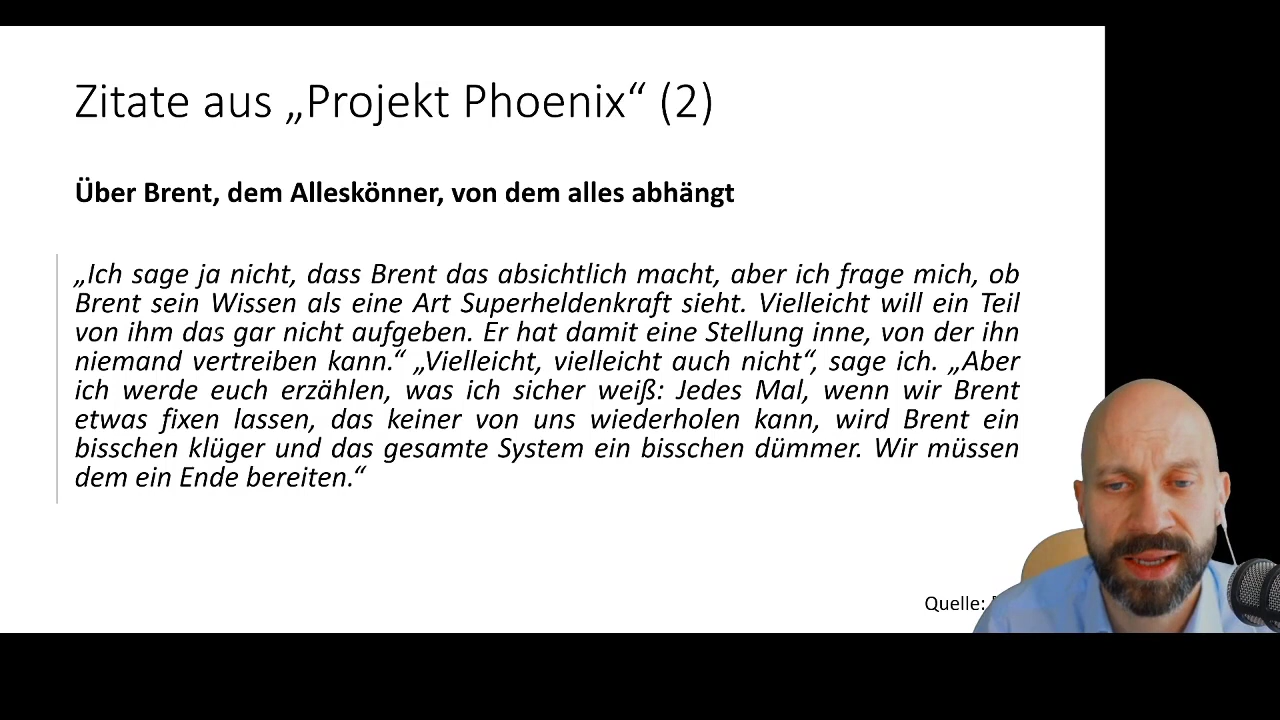 Zitate aus „Projekt Phoenix“ (2)
Über Brent, dem Alleskönner, von dem alles abhängt
„Ich sage ja nicht, dass Brent das absichtlich macht, aber ich frage mich, ob
Brent sein Wissen als eine Art Superheldenkraft sieht. Vielleicht will ein Teil
von ihm das gar nicht aufgeben. Er hat damit eine Stellung inne, von der ihn
niemand vertreiben kann.“ „Vielleicht, vielleicht auch nicht“, sage ich. „Aber
ich werde euch erzählen, was ich sicher weiß: Jedes Mal, wenn wir Brent
etwas fixen lassen, das keiner von uns wiederholen kann, wird Brent ein
bisschen klüger und das gesamte System ein bisschen dümmer. Wir müssen
dem ein Ende bereiten.“
Quelle: